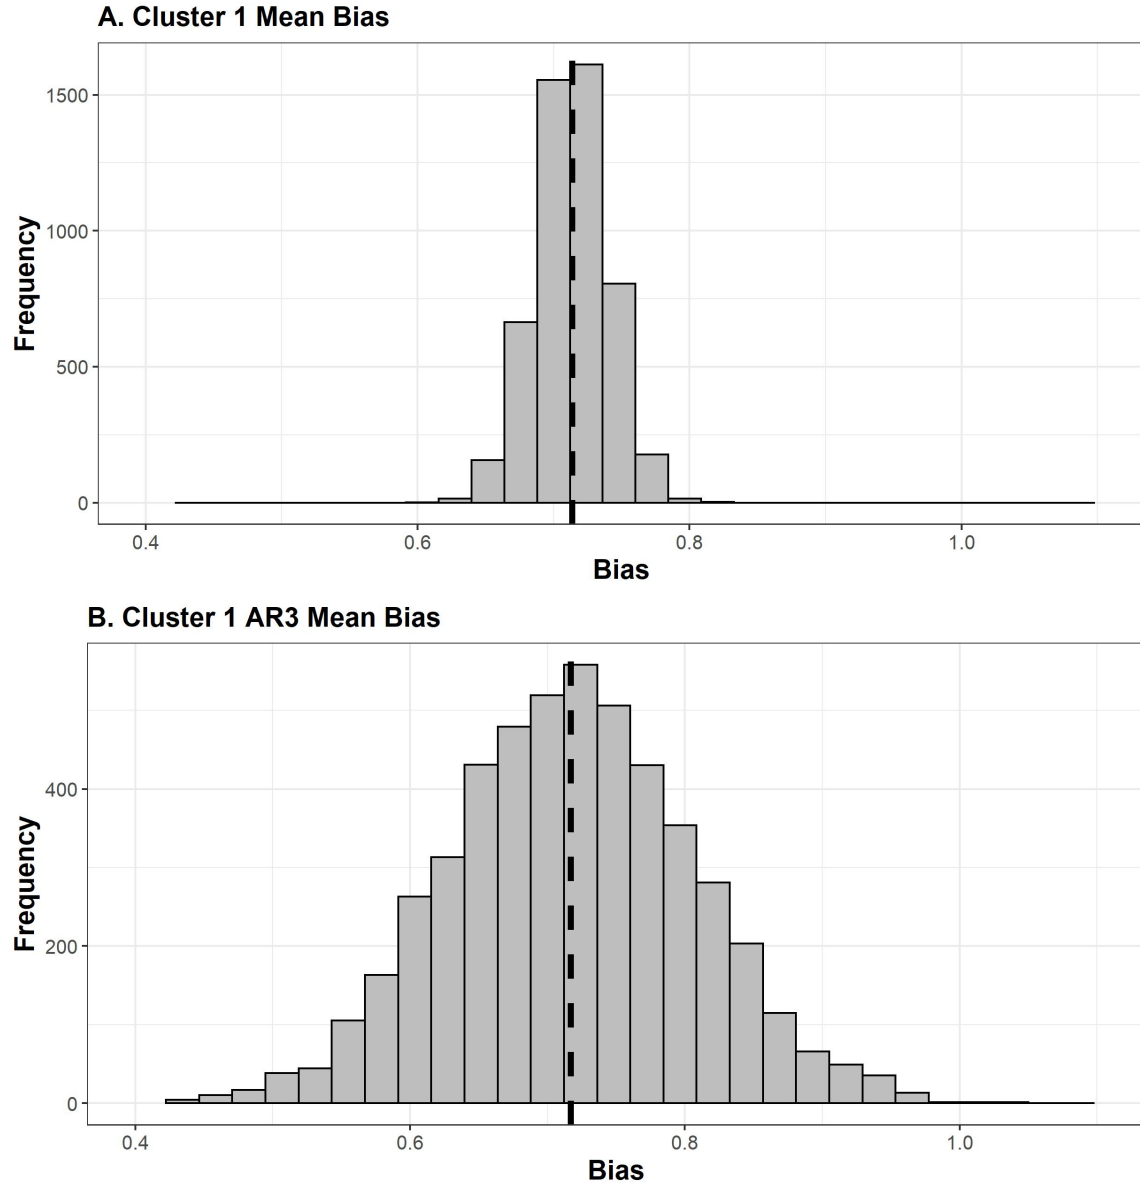 A. Cluster 1 Mean Bias
Frequency
1500
1000
500
0
0.4 0.6 0.8 1.0
Bias
B. Cluster 1 AR3 Mean Bias
Frequency
400
200
0
0.4 0.6 0.8 1.0
Bias